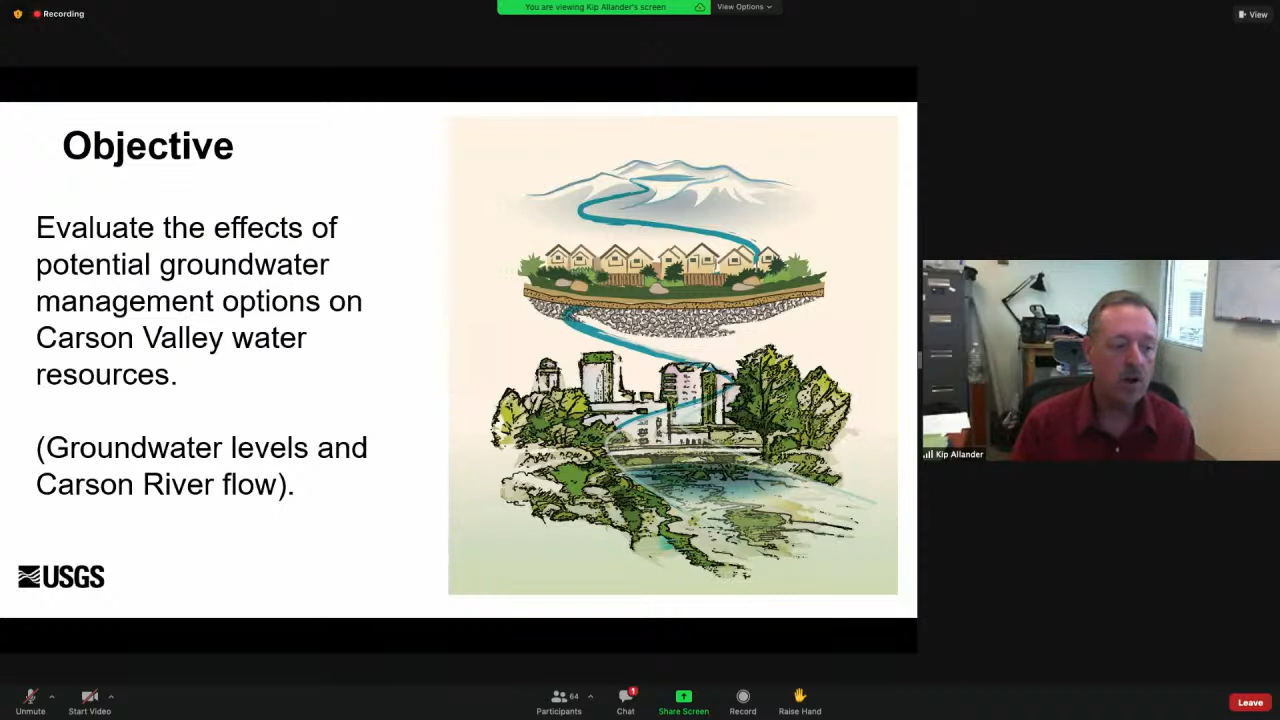 Recording
You are viewing Kip Allander's screen
View Options
View
Objective
Evaluate the effects of
potential groundwater
management options on
Carson Valley water
resources.
(Groundwater levels and
Carson River flow).
USGS
Kip Allander
Unmute
Start Video
64
Participants
1
Chat
Share Screen
Record
Raise Hand
Leave